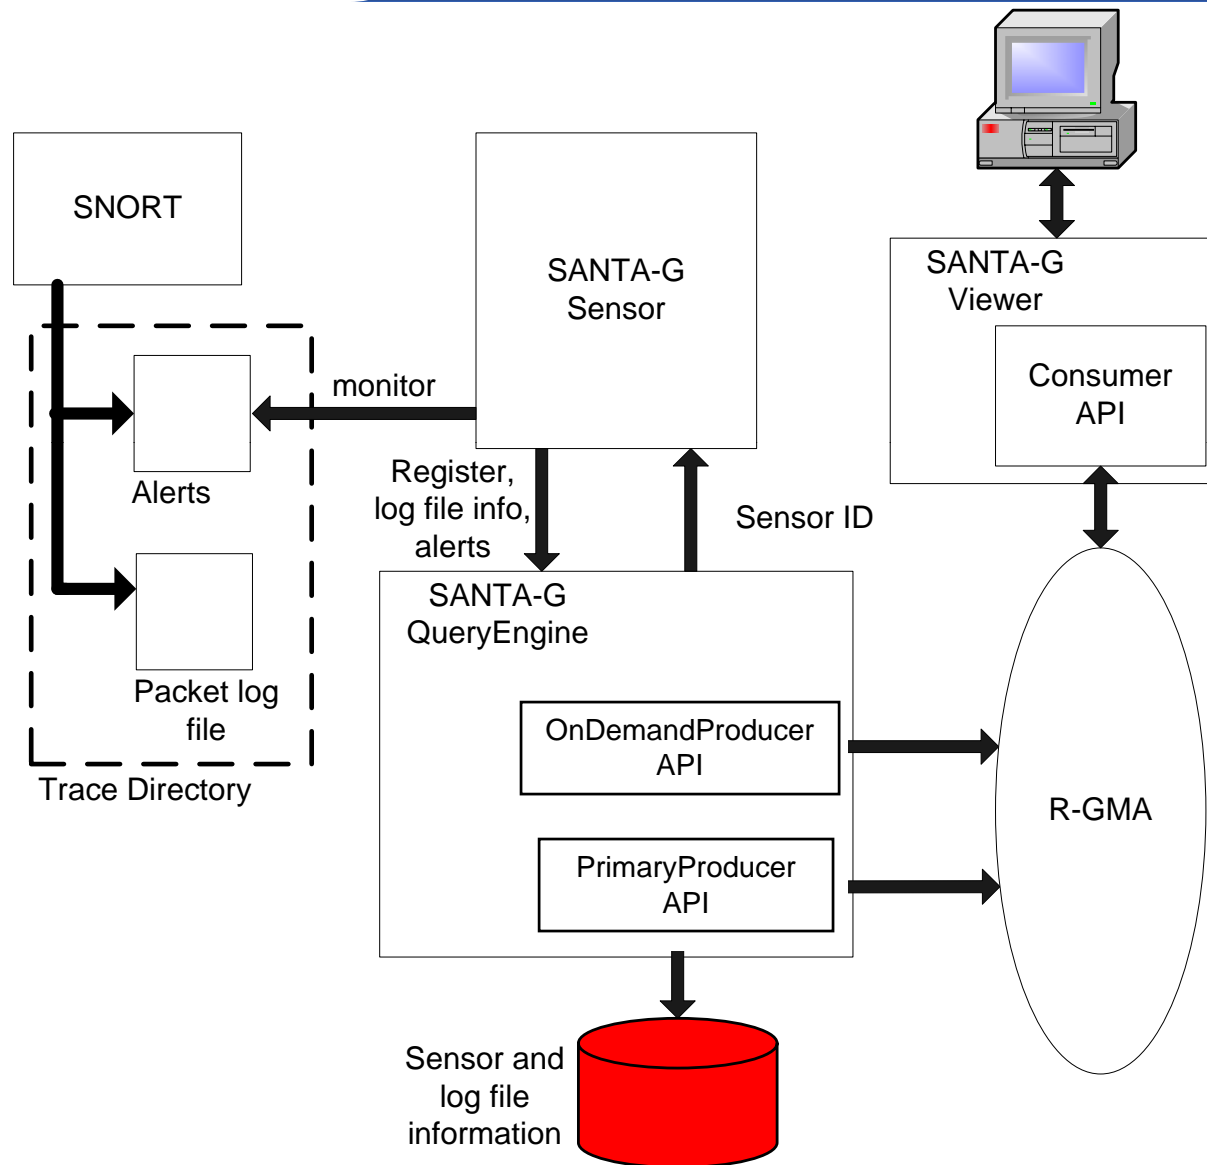 SNORT
SANTA-G
Sensor
SANTA-G
Viewer
Consumer
API
monitor
Alerts
Register,
log file info,
alerts
Sensor ID
Packet log
file
Trace Directory
SANTA-G
QueryEngine
OnDemandProducer
API
PrimaryProducer
API
R-GMA
Sensor and
log file
information